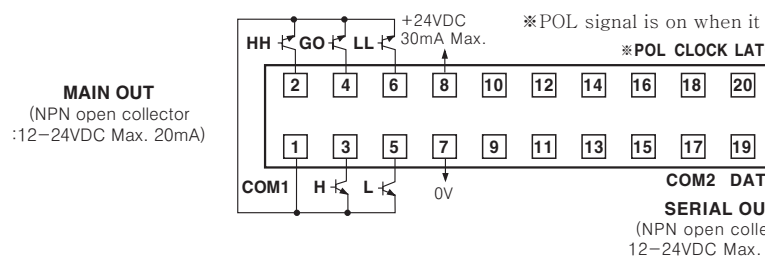 +24VDC
30mA Max.
※POL signal is on when it
HH GO LL
※POL CLOCK LAT
2 4 6 8 10 12 14 16 18 20
MAIN OUT
(NPN open collector
:12-24VDC Max. 20mA)
1 3 5 7 9 11 13 15 17 19
COM1 H L 0V
COM2 DAT
SERIAL OU
(NPN open colle
12-24VDC Max.